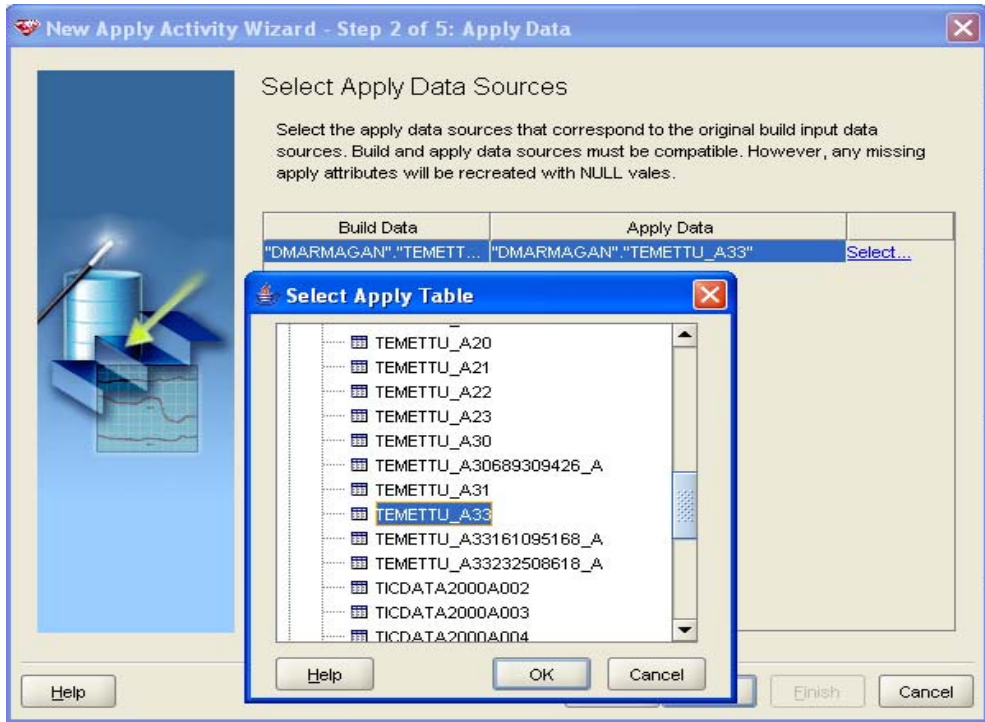 New Apply Activity Wizard - Step 2 of 5: Apply Data
Select Apply Data Sources
Select the apply data sources that correspond to the original build input data
sources. Build and apply data sources must be compatible. However, any missing
apply attributes will be recreated with NULL vales.
Build Data Apply Data
"DMARMAGAN"."TEMETT... "DMARMAGAN"."TEMETTU_A33" Select...
Select Apply Table
TEMETTU_A20
TEMETTU_A21
TEMETTU_A22
TEMETTU_A23
TEMETTU_A30
TEMETTU_A30689309426_A
TEMETTU_A31
TEMETTU_A33
TEMETTU_A33161095168_A
TEMETTU_A33232508618_A
TICDATA2000A002
TICDATA2000A003
TICDATA2000A004
Help OK Cancel
Help Finish Cancel